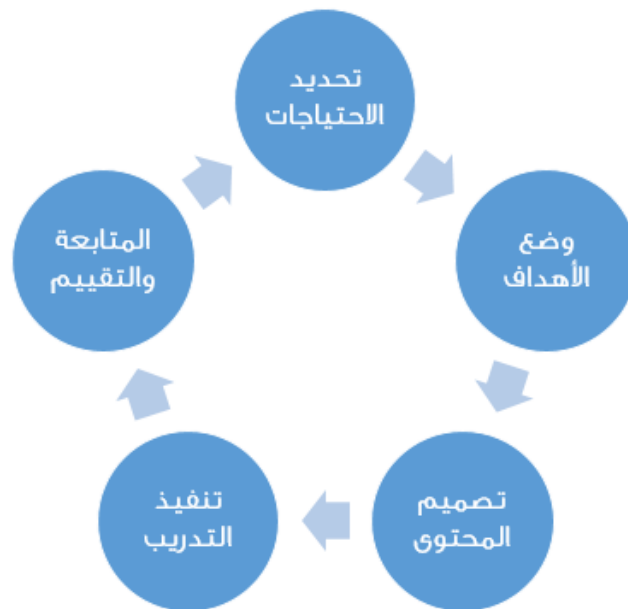 تحديد
الاحتياجات
وضع
الأهداف
تصميم
المحتوى
تنفيذ
التدريب
المتابعة
والتقييم